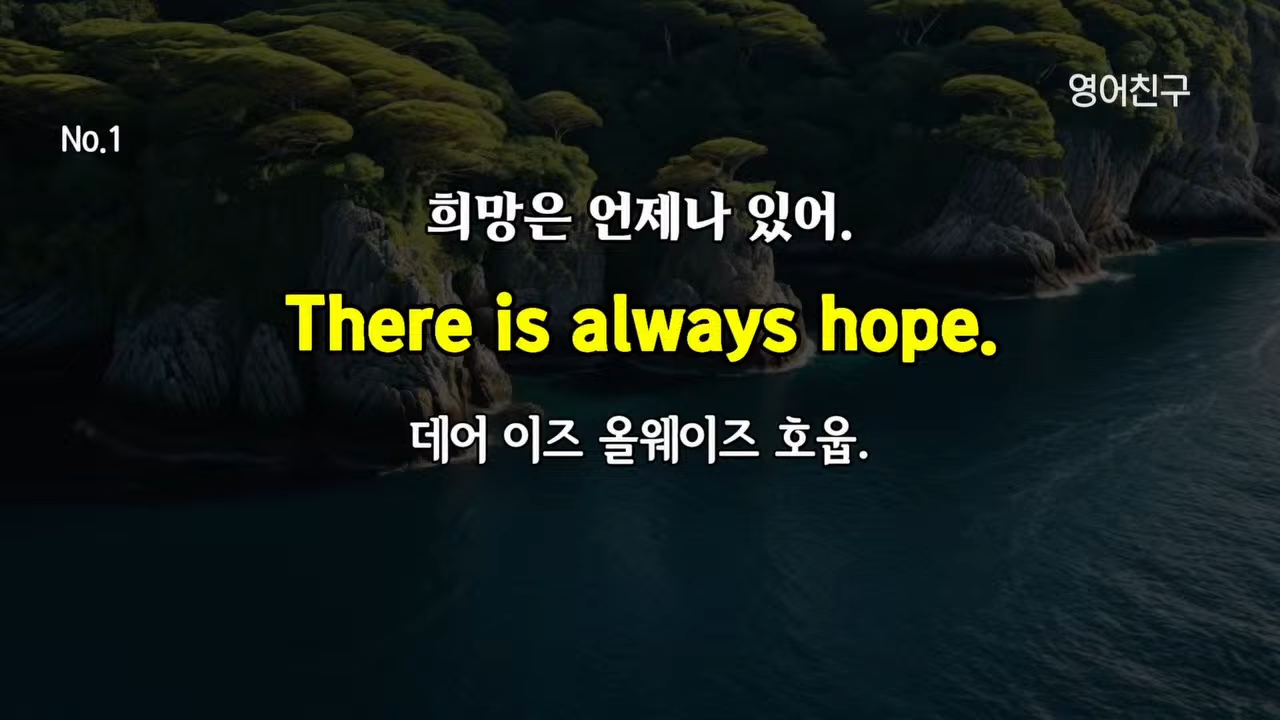 영어친구
No.1
희망은 언제나 있어.
There is always hope.
데어 이즈 올웨이즈 호웁.